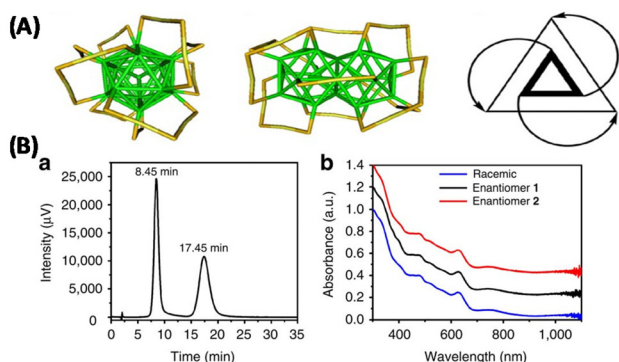 (A)
(B)
a
8.45 min
17.45 min
25,000
20,000
15,000
10,000
5,000
0
0 5 10 15 20 25 30 35
Intensity (µV)
Time (min)
b
Racemic
Enantiomer 1
Enantiomer 2
1.4
1.2
1.0
0.8
0.6
0.4
0.2
0.0
400 600 800 1,000
Absorbance (a.u.)
Wavelength (nm)